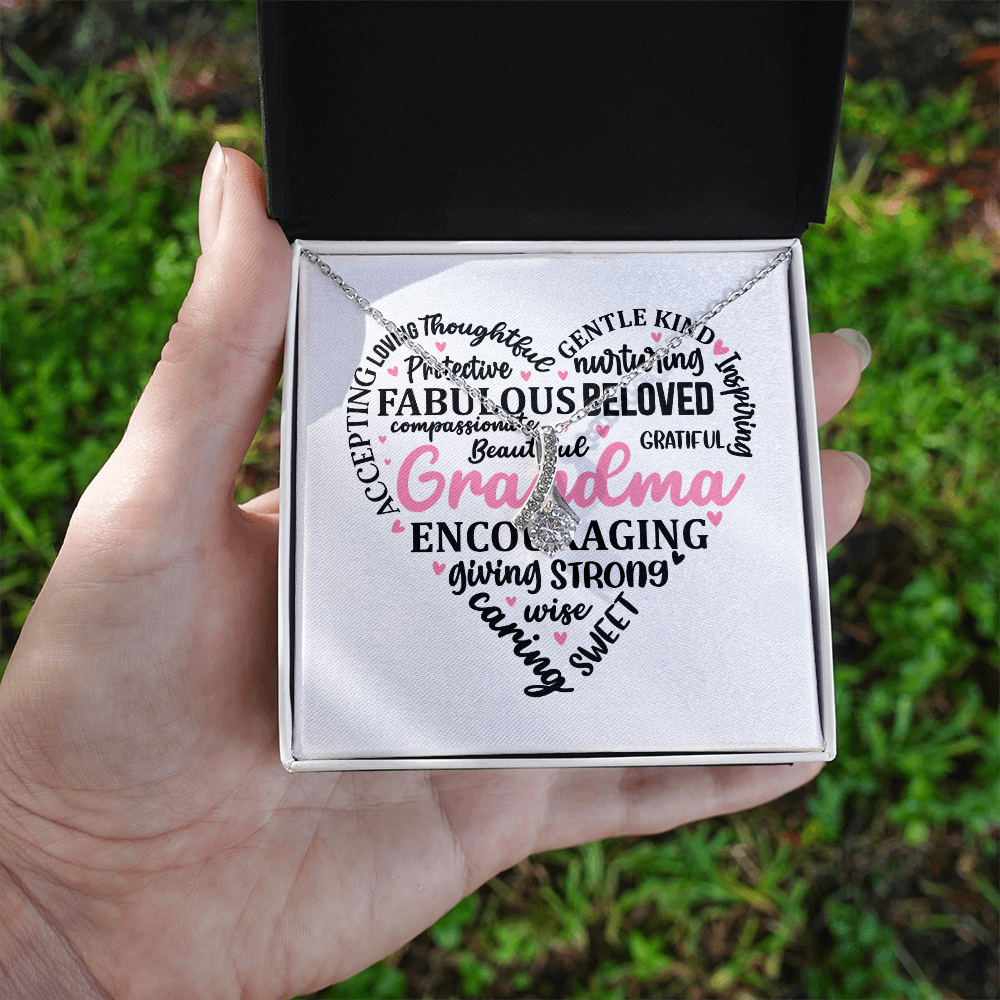 ACCEPTING LOVING Thoughtful
GENTLE KIND
Inspiring
Protective
nurturing
FABULOUS BELOVED
compassionate
Beautiful
GRATIFUL
Grandma
ENCOURAGING
giving STRONG
wise
caring
SWEET